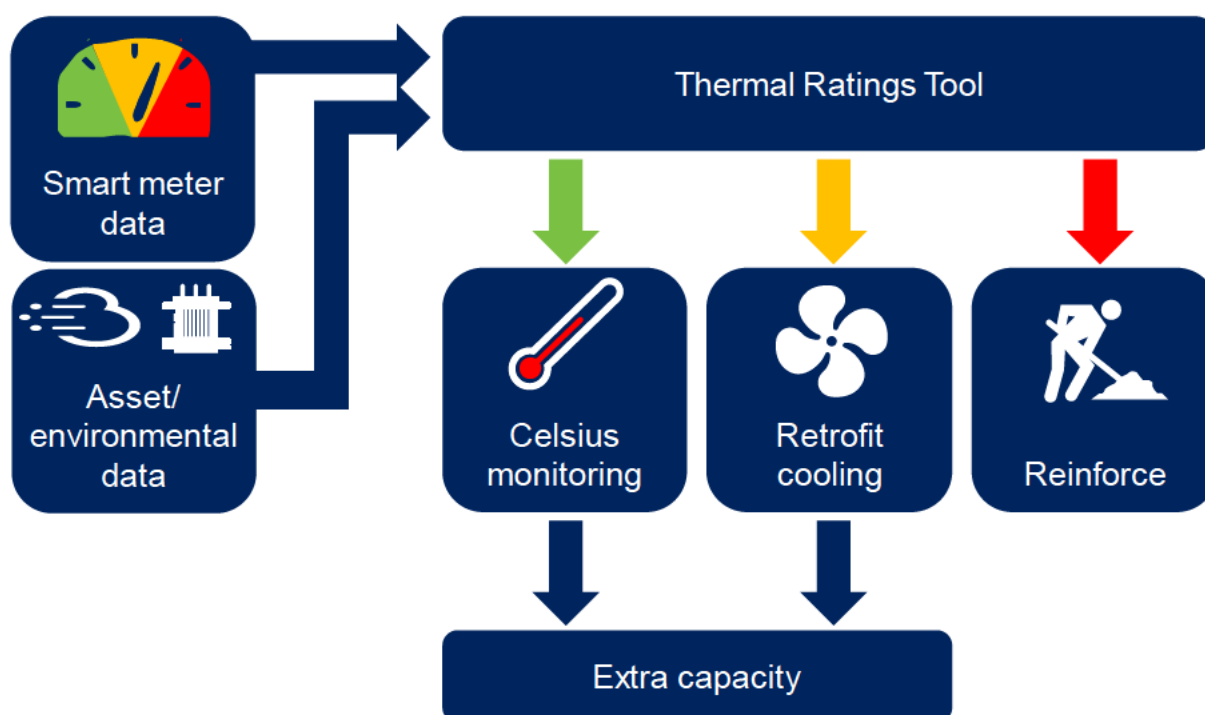 Smart meter
data
Thermal Ratings Tool
Asset/
environmental
data
Celsius
monitoring
Retrofit
cooling
Reinforce
Extra capacity